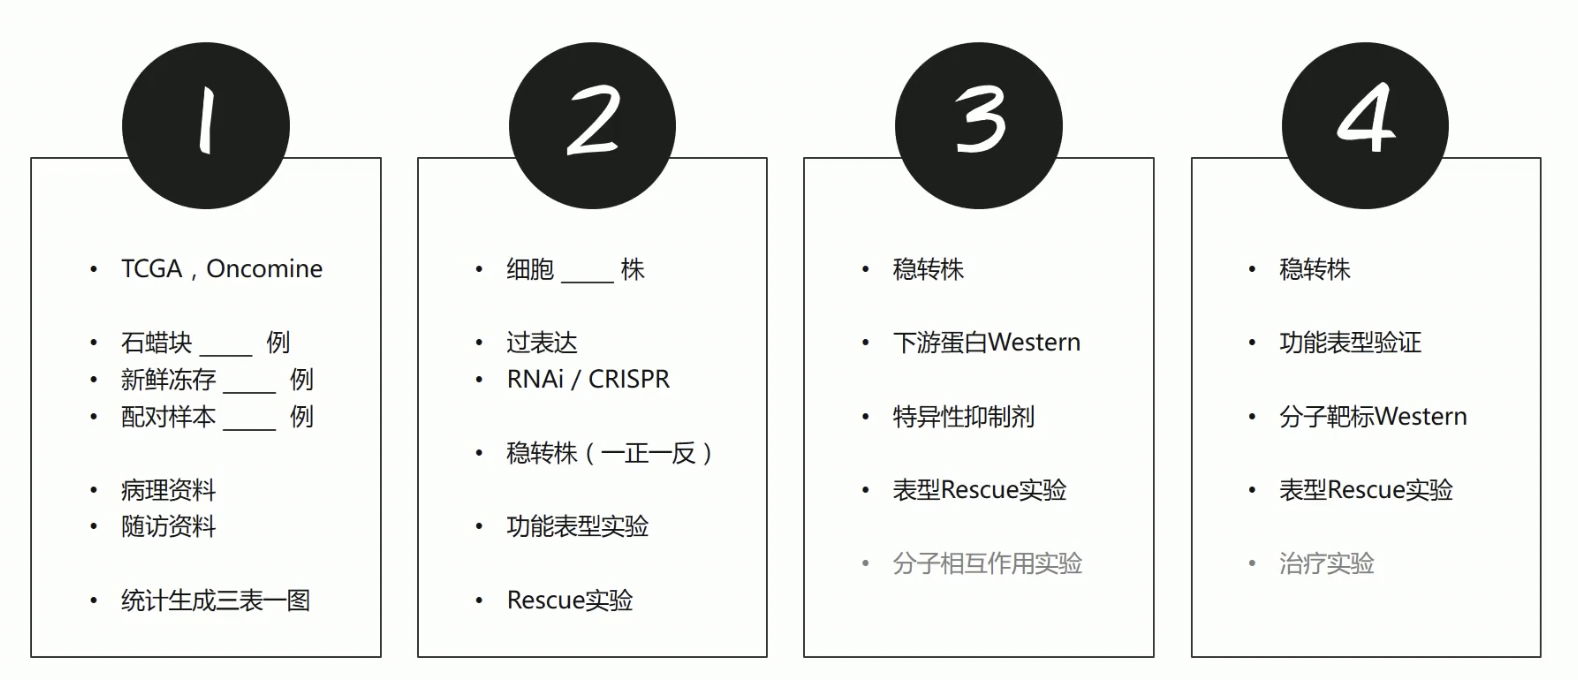 1
• TCGA，Oncomine
• 石蜡块 ____ 例
• 新鲜冻存 ____ 例
• 配对样本 ____ 例
• 病理资料
• 随访资料
• 统计生成三表一图
2
• 细胞 ____ 株
• 过表达
• RNAi / CRISPR
• 稳转株（一正一反）
• 功能表型实验
• Rescue实验
3
• 稳转株
• 下游蛋白Western
• 特异性抑制剂
• 表型Rescue实验
• 分子相互作用实验
4
• 稳转株
• 功能表型验证
• 分子靶标Western
• 表型Rescue实验
• 治疗实验